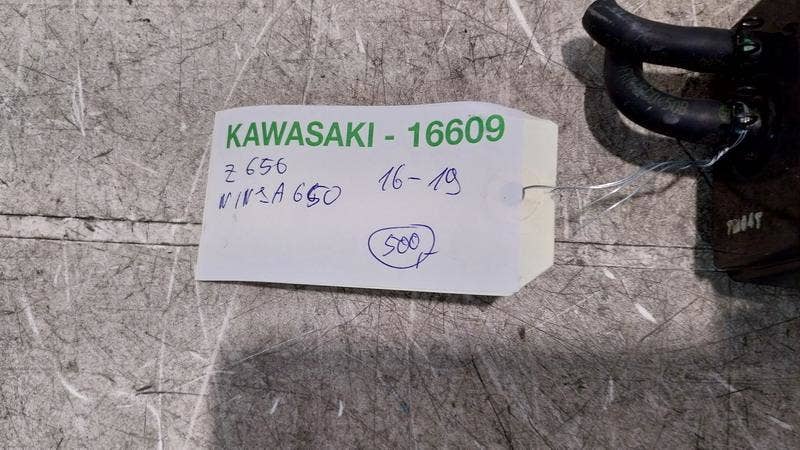 KAWASAKI - 16609
Z 650
NINJA 650 16-19
500,-